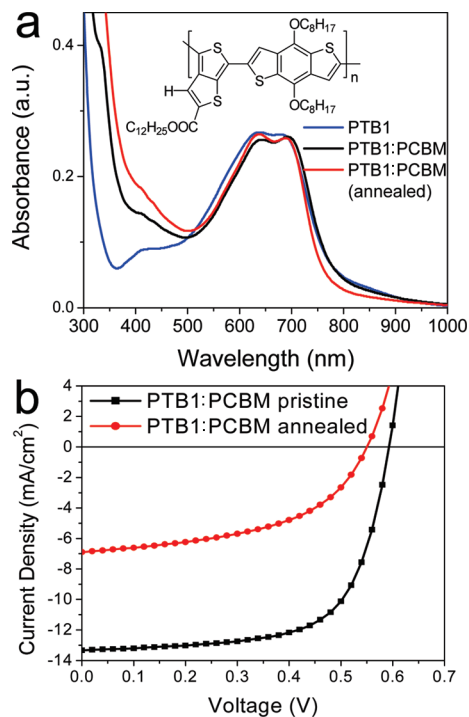 a
0.4
0.2
0.0
Absorbance (a.u.)
S
S
S
S
H
C₁₂H₂₅OOC
OC₈H₁₇
OC₈H₁₇
n
PTB1
PTB1:PCBM
PTB1:PCBM
(annealed)
300 400 500 600 700 800 900 1000
Wavelength (nm)
b
4
2
0
-2
-4
-6
-8
-10
-12
-14
Current Density (mA/cm²)
PTB1:PCBM pristine
PTB1:PCBM annealed
0.0 0.1 0.2 0.3 0.4 0.5 0.6 0.7
Voltage (V)